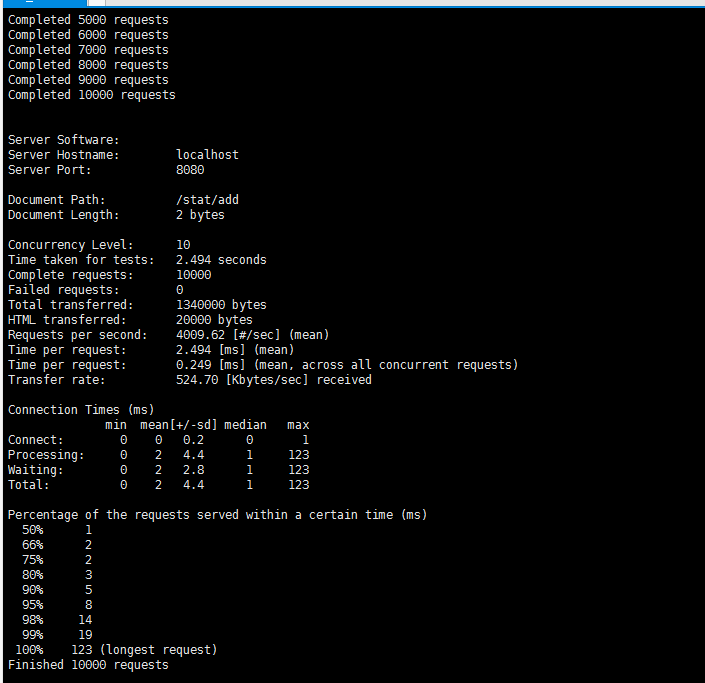 Completed 5000 requests
Completed 6000 requests
Completed 7000 requests
Completed 8000 requests
Completed 9000 requests
Completed 10000 requests
Server Software:
Server Hostname: localhost
Server Port: 8080
Document Path: /stat/add
Document Length: 2 bytes
Concurrency Level: 10
Time taken for tests: 2.494 seconds
Complete requests: 10000
Failed requests: 0
Total transferred: 1340000 bytes
HTML transferred: 20000 bytes
Requests per second: 4009.62 [#/sec] (mean)
Time per request: 2.494 [ms] (mean)
Time per request: 0.249 [ms] (mean, across all concurrent requests)
Transfer rate: 524.70 [Kbytes/sec] received
Connection Times (ms)
min mean[+/-sd] median max
Connect: 0 0 0.2 0 1
Processing: 0 2 4.4 1 123
Waiting: 0 2 2.8 1 123
Total: 0 2 4.4 1 123
Percentage of the requests served within a certain time (ms)
50% 1
66% 2
75% 2
80% 3
90% 5
95% 8
98% 14
99% 19
100% 123 (longest request)
Finished 10000 requests